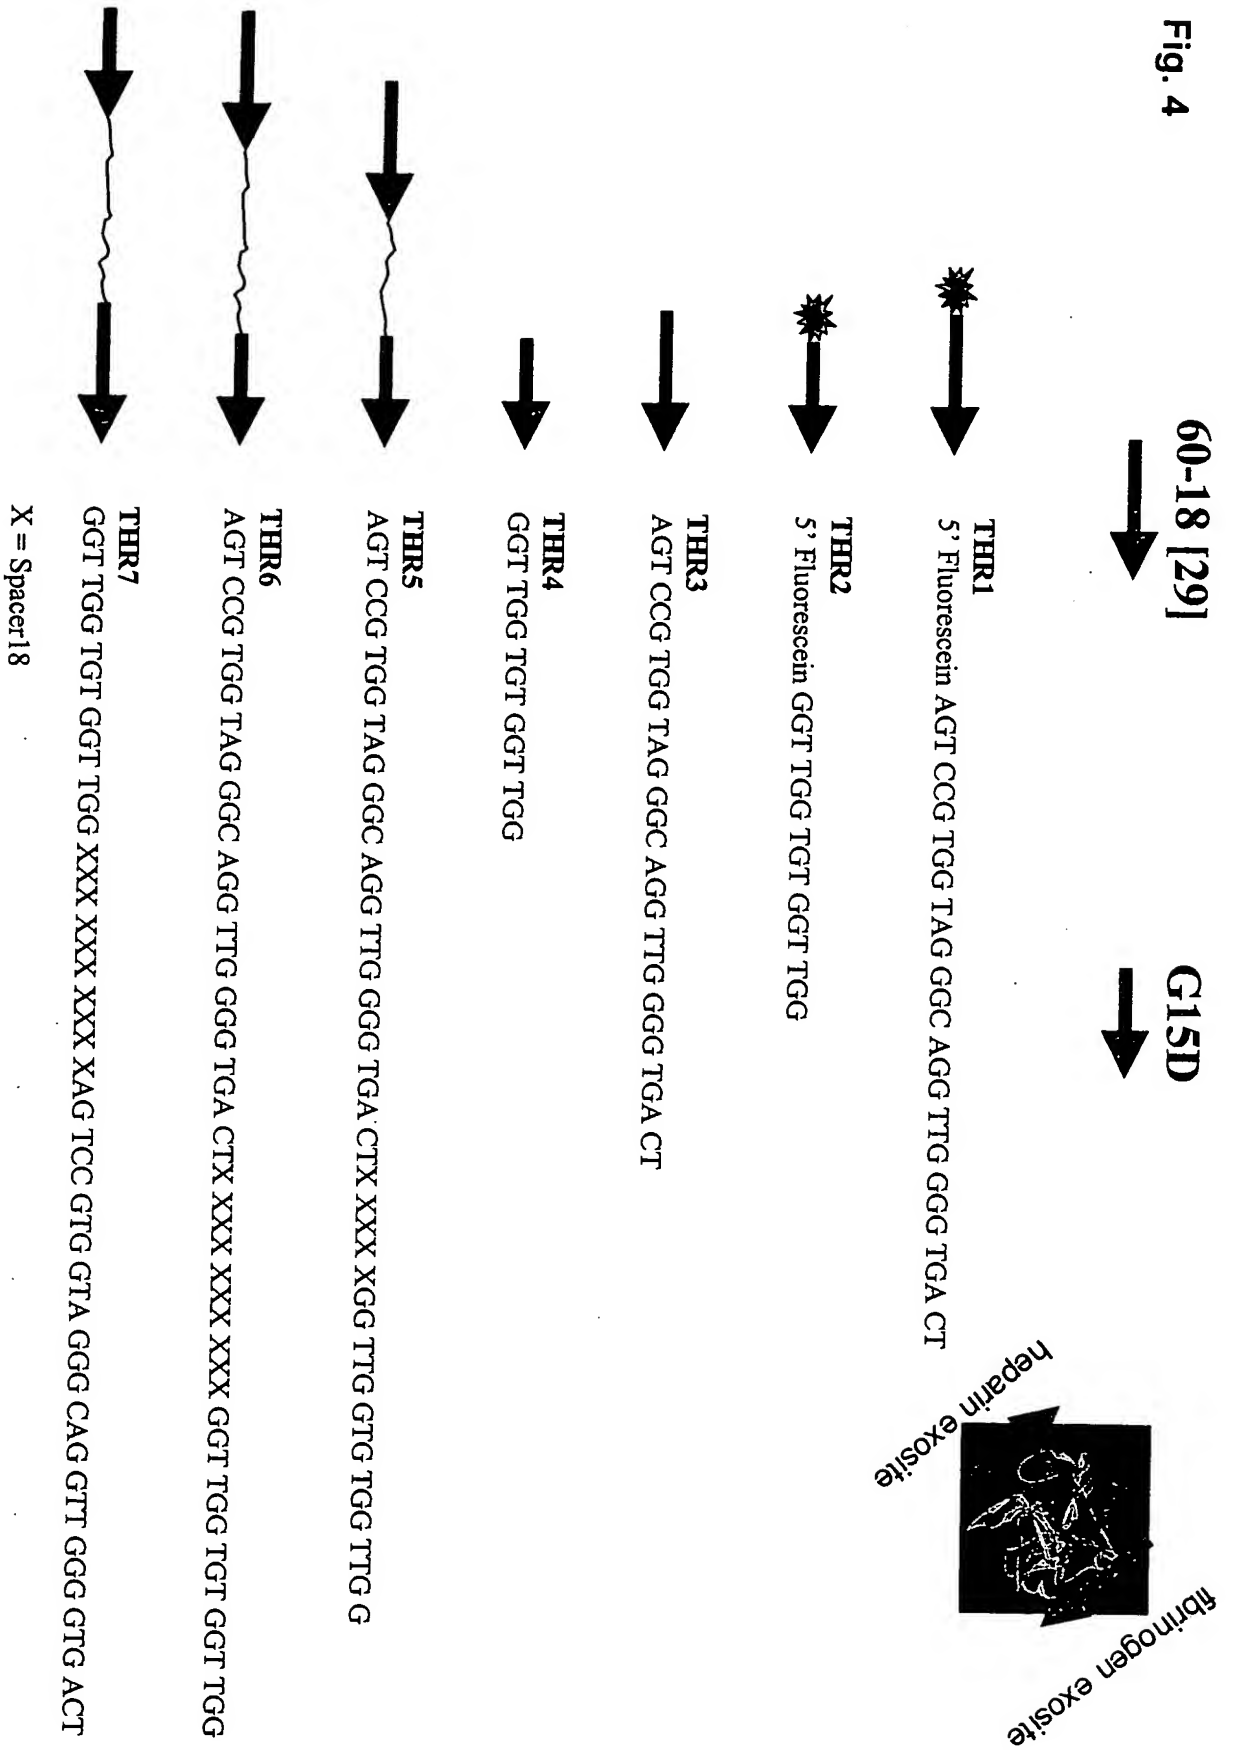 Fig. 4
60-18 [29]
G15D
heparin exosite
fibrinogen exosite
THR1
5' Fluorescein AGT CCG TGG TAG GGC AGG TTG GGG TGA CT
THR2
5' Fluorescein GGT TGG TGT GGT TGG
THR3
AGT CCG TGG TAG GGC AGG TTG GGG TGA CT
THR4
GGT TGG TGT GGT TGG
THR5
AGT CCG TGG TAG GGC AGG TTG GGG TGA CTX XXX XGG TTG GTG TGG TTG G
THR6
AGT CCG TGG TAG GGC AGG TTG GGG TGA CTX XXX XXX XXX GGT TGG TGT GGT TGG
THR7
GGT TGG TGT GGT TGG XXX XXX XXX XAG TCC GTG GTA GGG CAG GTT GGG GTG ACT
X = Spacer18